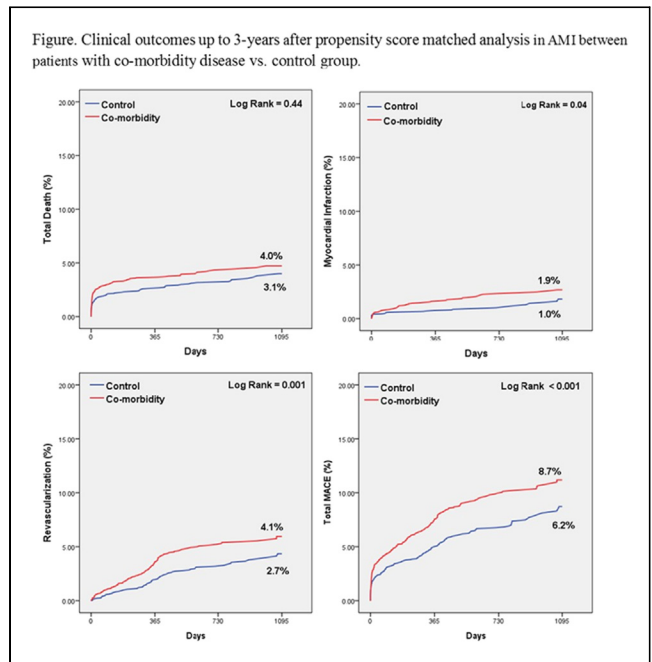 Figure. Clinical outcomes up to 3-years after propensity score matched analysis in AMI between
patients with co-morbidity disease vs. control group.
20.00
15.00
10.00
5.00
0.00
Total Death (%)
Control
Co-morbidity
Log Rank = 0.44
4.0%
3.1%
0
365
730
1095
Days
20.00
15.00
10.00
5.00
0.00
Myocardial Infarction (%)
Control
Co-morbidity
Log Rank = 0.04
1.9%
1.0%
0
365
730
1095
Days
20.00
15.00
10.00
5.00
0.00
Revascularization (%)
Control
Co-morbidity
Log Rank = 0.001
4.1%
2.7%
0
365
730
1095
Days
20.00
15.00
10.00
5.00
0.00
Total MACE (%)
Control
Co-morbidity
Log Rank < 0.001
8.7%
6.2%
0
365
730
1095
Days